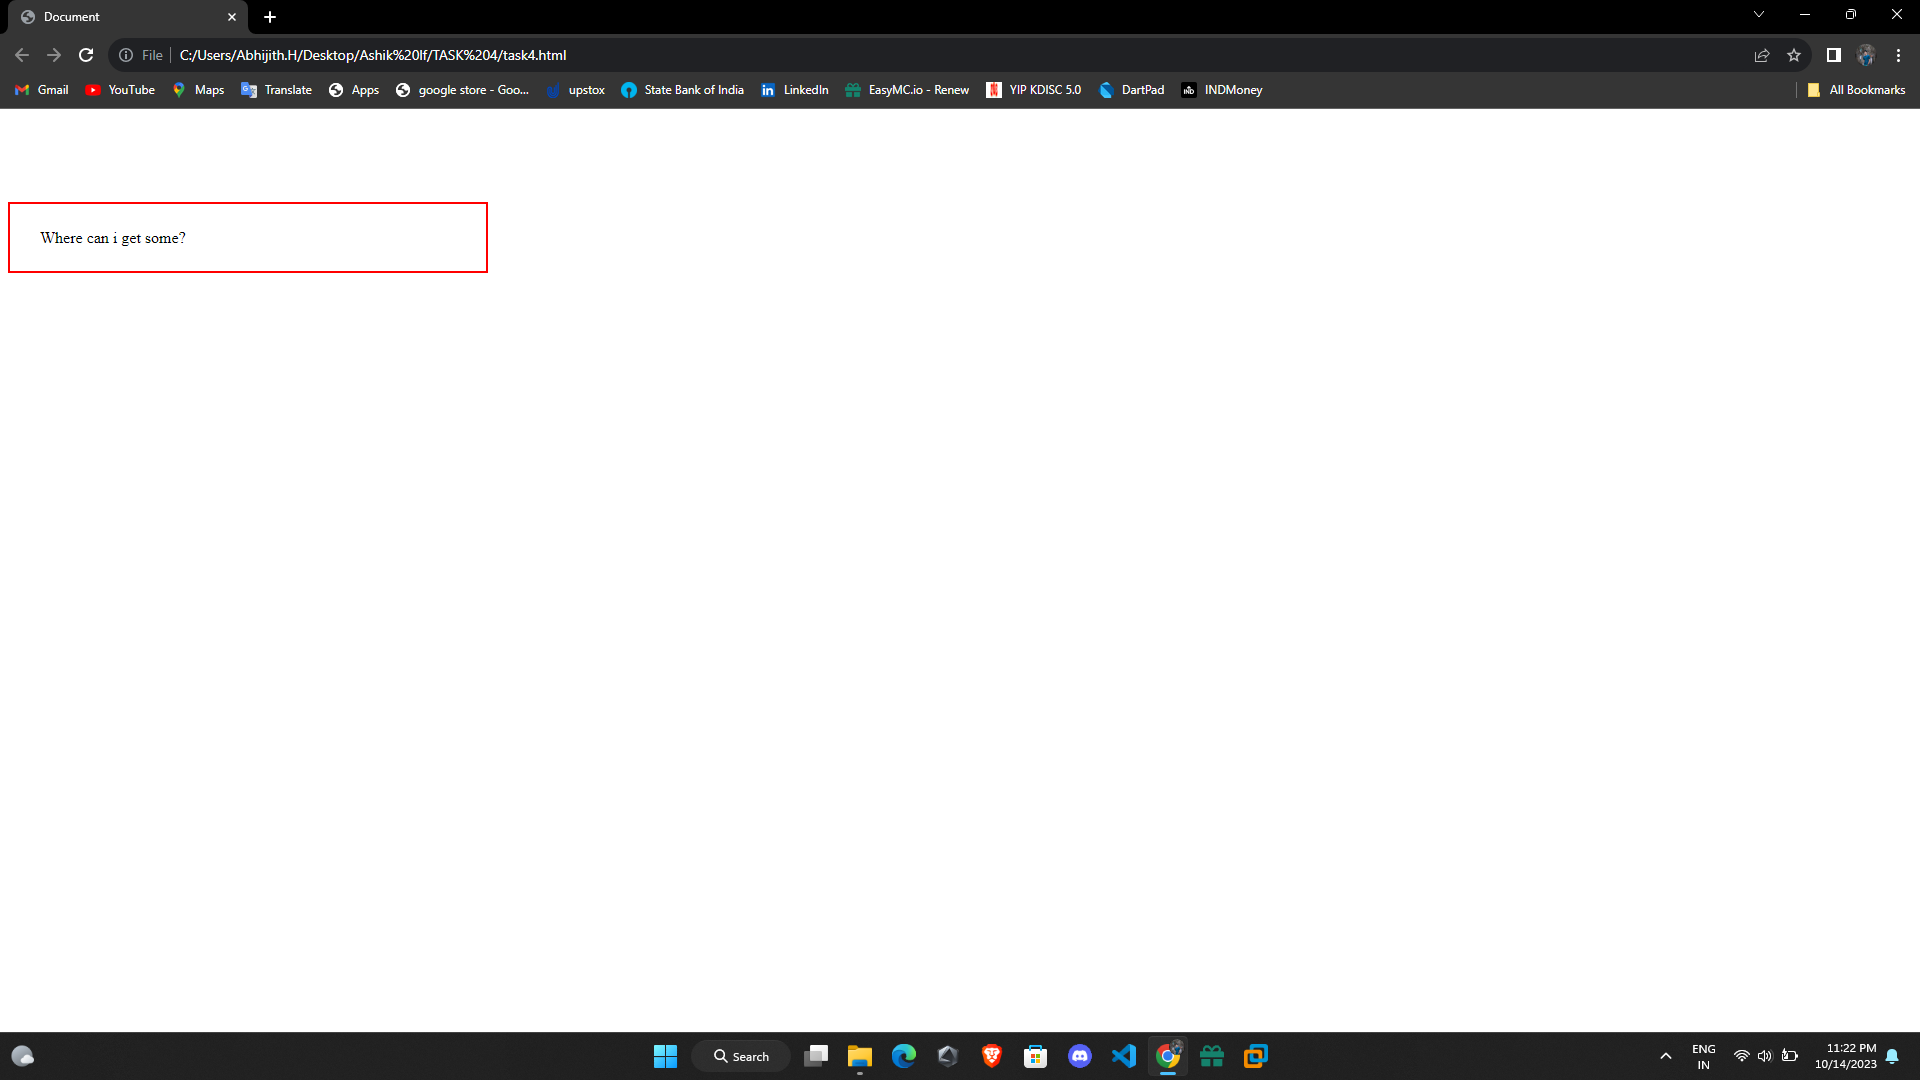 Document
File
C:/Users/Abhijith.H/Desktop/Ashik%20lf/TASK%204/task4.html
Gmail YouTube Maps Translate Apps google store - Goo... upstox State Bank of India LinkedIn EasyMC.io - Renew YIP KDISC 5.0 DartPad INDMoney All Bookmarks
Where can i get some?
Search
ENG
IN
11:22 PM
10/14/2023